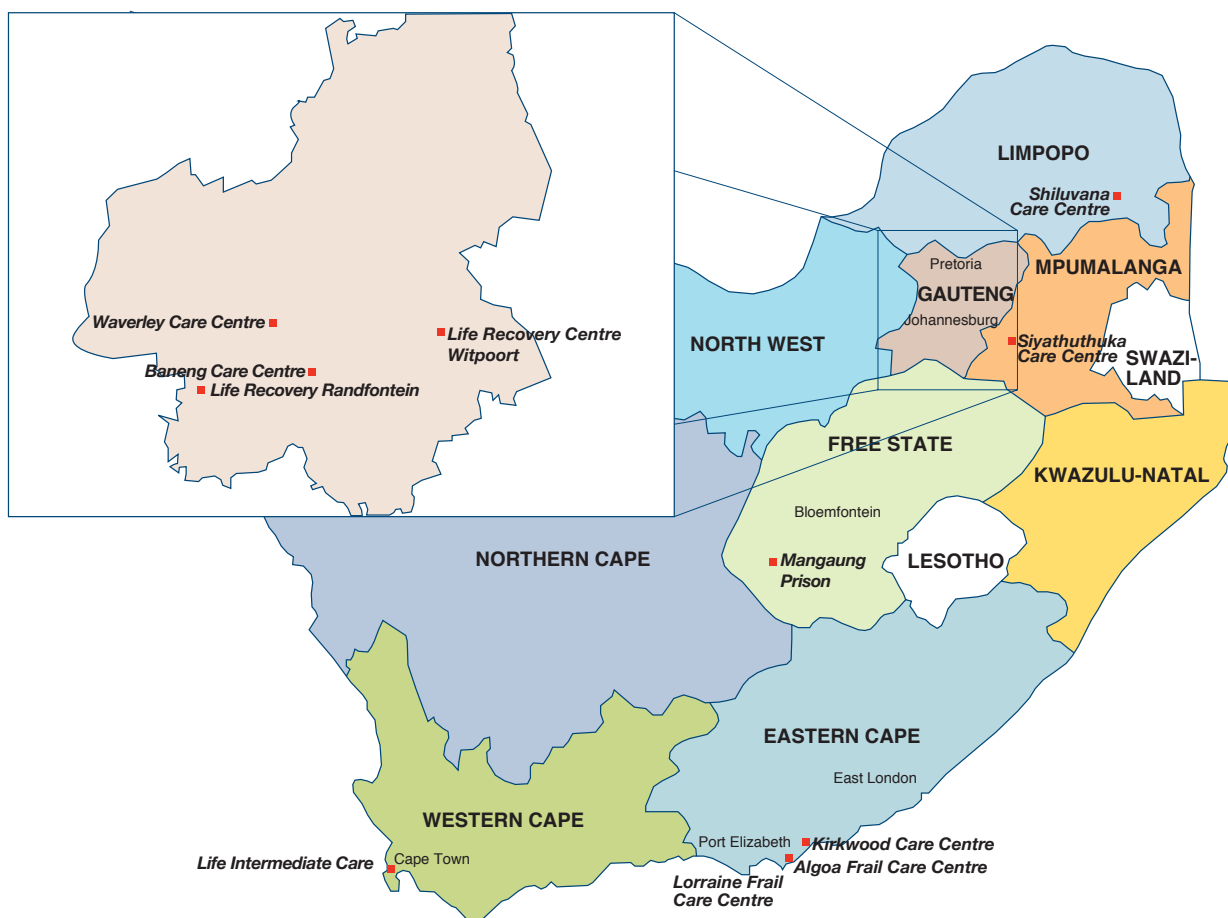 LIMPOPO
Shiluvana
Care Centre
Pretoria
MPUMALANGA
GAUTENG
Johannesburg
Waverley Care Centre
Life Recovery Centre
Witpoort
NORTH WEST
Siyathuthuka
Care Centre
SWAZI-
LAND
Baneng Care Centre
Life Recovery Randfontein
FREE STATE
KWAZULU-NATAL
Bloemfontein
NORTHERN CAPE
Mangaung
Prison
LESOTHO
EASTERN CAPE
East London
WESTERN CAPE
Port Elizabeth
Kirkwood Care Centre
Life Intermediate Care
Cape Town
Algoa Frail Care Centre
Lorraine Frail
Care Centre